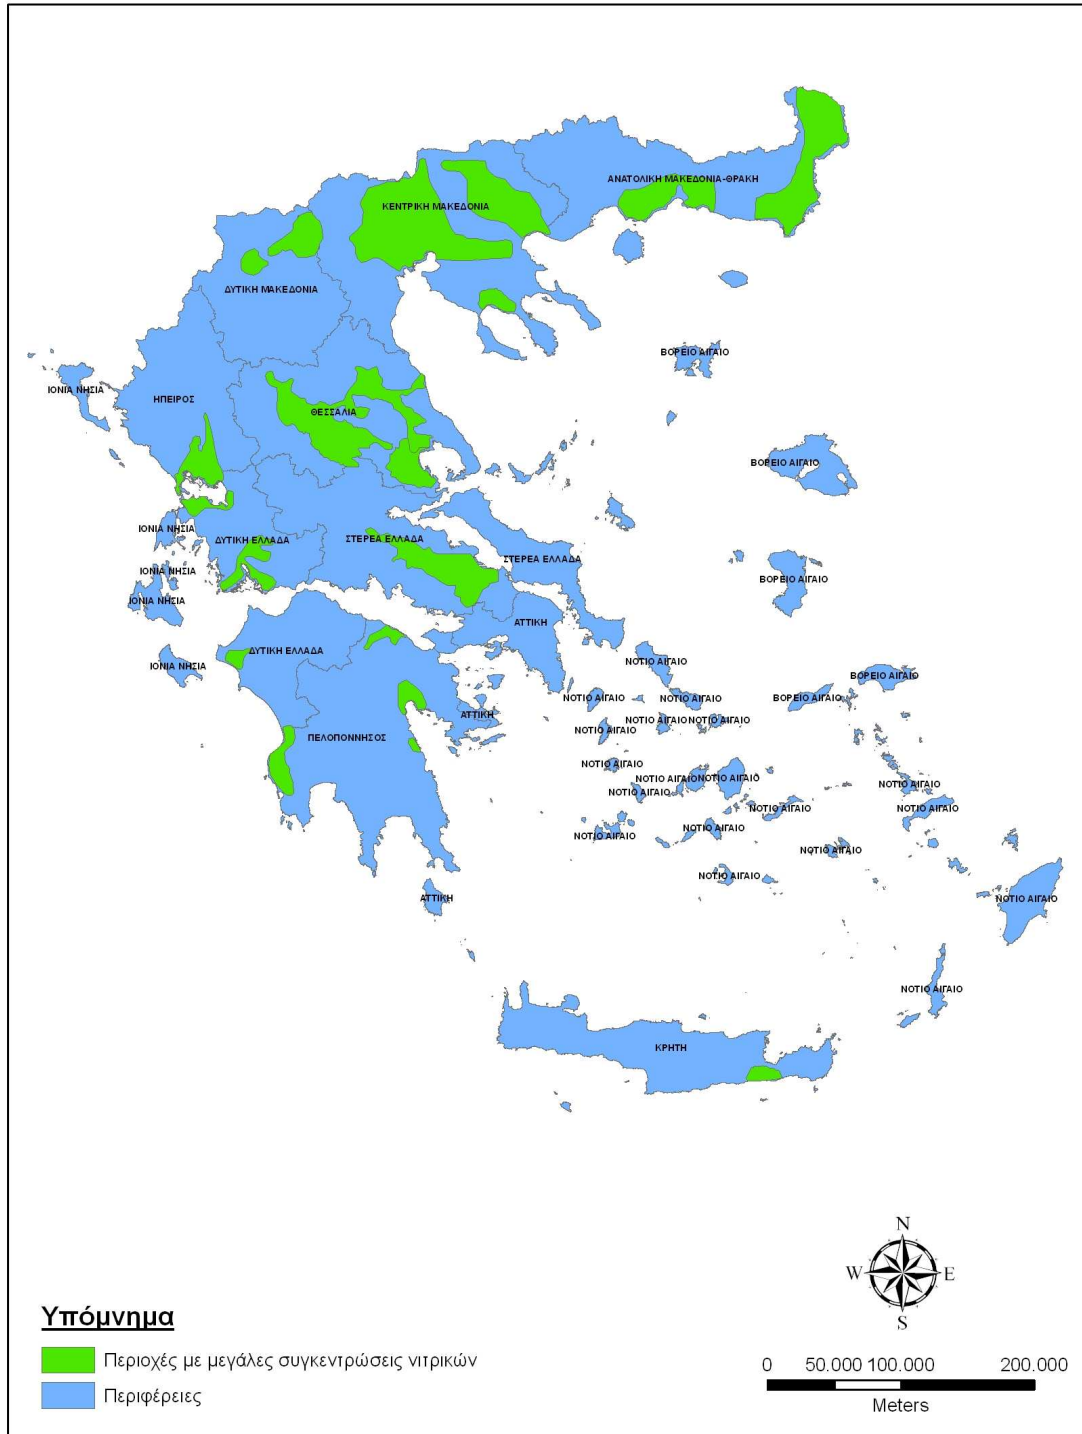 ΑΝΑΤΟΛΙΚΗ ΜΑΚΕΔΟΝΙΑ-ΘΡΑΚΗ
ΚΕΝΤΡΙΚΗ ΜΑΚΕΔΟΝΙΑ
ΔΥΤΙΚΗ ΜΑΚΕΔΟΝΙΑ
ΒΟΡΕΙΟ ΑΙΓΑΙΟ
ΙΟΝΙΑ ΝΗΣΙΑ
ΗΠΕΙΡΟΣ
ΘΕΣΣΑΛΙΑ
ΒΟΡΕΙΟ ΑΙΓΑΙΟ
ΙΟΝΙΑ ΝΗΣΙΑ
ΔΥΤΙΚΗ ΕΛΛΑΔΑ
ΣΤΕΡΕΑ ΕΛΛΑΔΑ
ΣΤΕΡΕΑ ΕΛΛΑΔΑ
ΙΟΝΙΑ ΝΗΣΙΑ
ΒΟΡΕΙΟ ΑΙΓΑΙΟ
ΙΟΝΙΑ ΝΗΣΙΑ
ΑΤΤΙΚΗ
ΔΥΤΙΚΗ ΕΛΛΑΔΑ
ΙΟΝΙΑ ΝΗΣΙΑ
ΝΟΤΙΟ ΑΙΓΑΙΟ
ΒΟΡΕΙΟ ΑΙΓΑΙΟ
ΝΟΤΙΟ ΑΙΓΑΙΟ
ΝΟΤΙΟ ΑΙΓΑΙΟ
ΒΟΡΕΙΟ ΑΙΓΑΙΟ
ΑΤΤΙΚΗ
ΝΟΤΙΟ ΑΙΓΑΙΟ
ΝΟΤΙΟ ΑΙΓΑΙΟ
ΝΟΤΙΟ ΑΙΓΑΙΟ
ΠΕΛΟΠΟΝΝΗΣΟΣ
ΝΟΤΙΟ ΑΙΓΑΙΟ
ΝΟΤΙΟ ΑΙΓΑΙΟ
ΝΟΤΙΟ ΑΙΓΑΙΟ
ΝΟΤΙΟ ΑΙΓΑΙΟ
ΝΟΤΙΟ ΑΙΓΑΙΟ
ΝΟΤΙΟ ΑΙΓΑΙΟ
ΝΟΤΙΟ ΑΙΓΑΙΟ
ΝΟΤΙΟ ΑΙΓΑΙΟ
ΝΟΤΙΟ ΑΙΓΑΙΟ
ΝΟΤΙΟ ΑΙΓΑΙΟ
ΝΟΤΙΟ ΑΙΓΑΙΟ
ΝΟΤΙΟ ΑΙΓΑΙΟ
ΑΤΤΙΚΗ
ΝΟΤΙΟ ΑΙΓΑΙΟ
ΝΟΤΙΟ ΑΙΓΑΙΟ
ΚΡΗΤΗ
N
W E
S
Υπόμνημα
Περιοχές με μεγάλες συγκεντρώσεις νιτρικών
Περιφέρειες
0 50.000 100.000 200.000
Meters